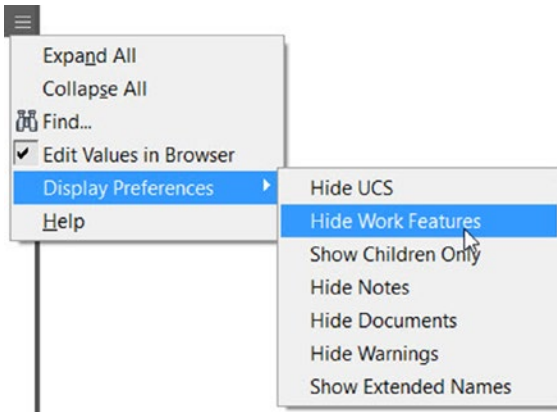 Expand All
Collapse All
Find...
Edit Values in Browser
Display Preferences
Help
Hide UCS
Hide Work Features
Show Children Only
Hide Notes
Hide Documents
Hide Warnings
Show Extended Names